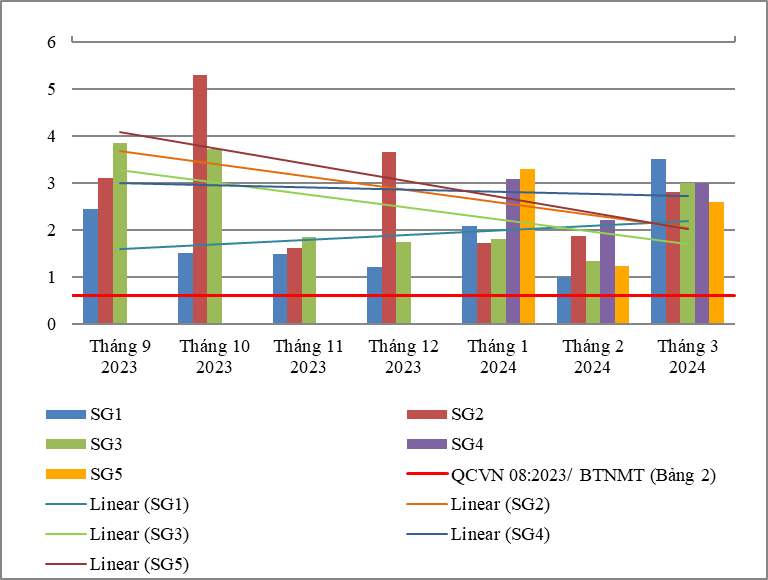 6
5
4
3
2
1
0
Tháng 9 2023
Tháng 10 2023
Tháng 11 2023
Tháng 12 2023
Tháng 1 2024
Tháng 2 2024
Tháng 3 2024
SG1
SG2
SG3
SG4
SG5
QCVN 08:2023/ BTNMT (Bảng 2)
Linear (SG1)
Linear (SG2)
Linear (SG3)
Linear (SG4)
Linear (SG5)